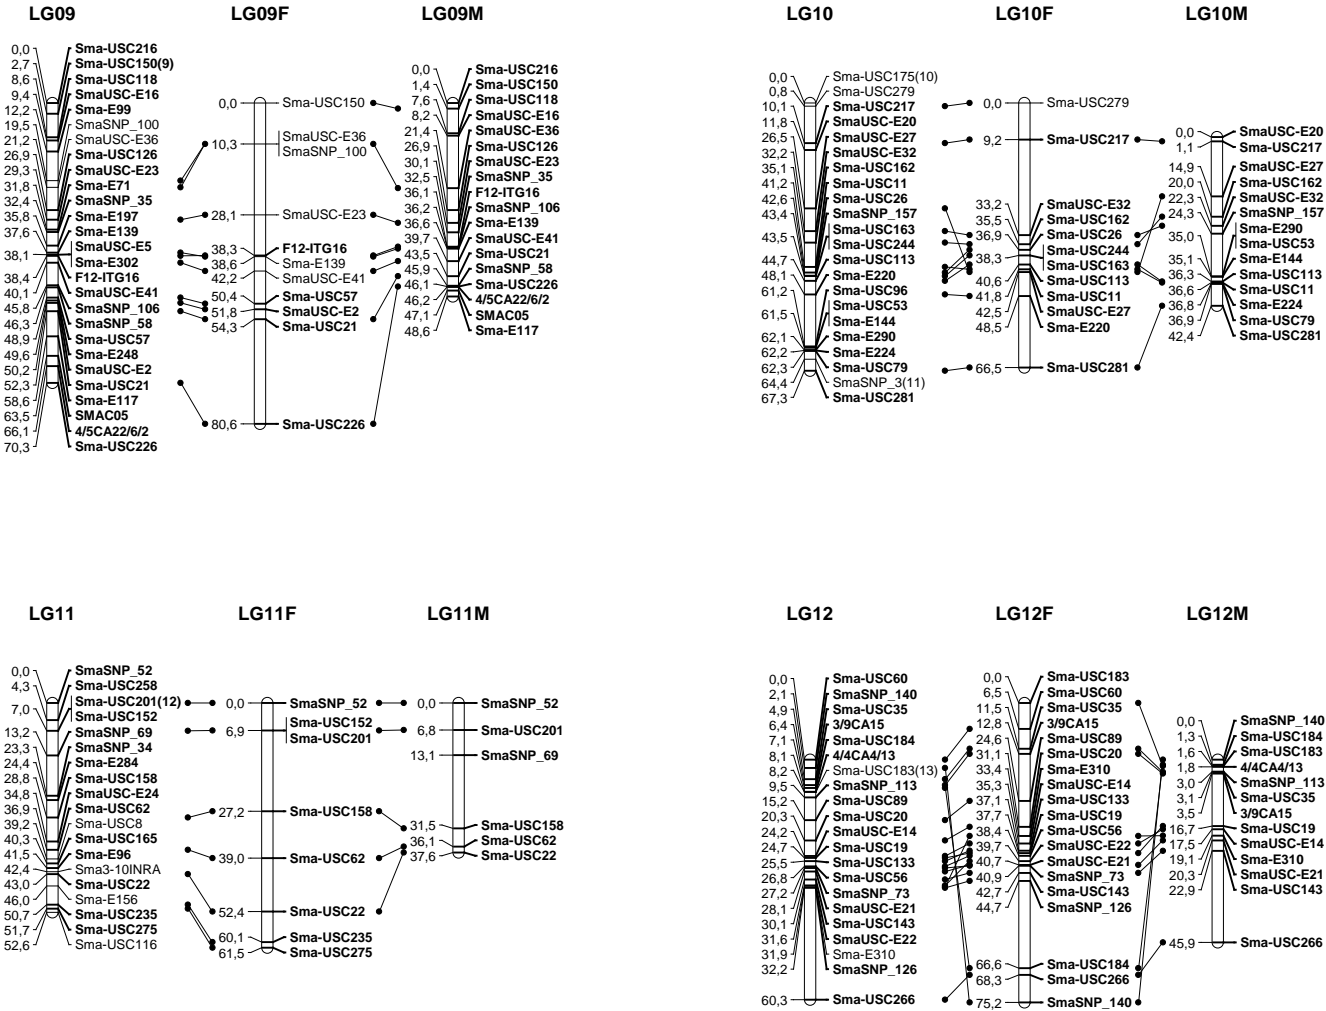 LG09
0,0 Sma-USC216
2,7 Sma-USC150(9)
8,6 Sma-USC118
9,4 SmaUSC-E16
12,2 Sma-E99
19,5 SmaSNP_100
21,2 SmaUSC-E36
26,9 Sma-USC126
29,3 SmaUSC-E23
31,8 Sma-E71
32,4 SmaSNP_35
35,8 Sma-E197
37,6 Sma-E139
SmaUSC-E5
38,1 Sma-E302
38,4 F12-ITG16
40,1 SmaUSC-E41
45,8 SmaSNP_106
46,3 SmaSNP_58
48,9 Sma-USC57
49,6 Sma-E248
50,2 SmaUSC-E2
52,3 Sma-USC21
58,6 Sma-E117
63,5 SMAC05
66,1 4/5CA22/6/2
70,3 Sma-USC226
LG09F
0,0 Sma-USC150
SmaUSC-E36
10,3 SmaSNP_100
28,1 SmaUSC-E23
38,3 F12-ITG16
38,6 Sma-E139
42,2 SmaUSC-E41
50,4 Sma-USC57
51,8 SmaUSC-E2
54,3 Sma-USC21
80,6 Sma-USC226
LG09M
0,0 Sma-USC216
1,4 Sma-USC150
7,6 Sma-USC118
8,2 SmaUSC-E16
21,4 SmaUSC-E36
26,9 Sma-USC126
30,1 SmaUSC-E23
32,5 SmaSNP_35
36,1 F12-ITG16
36,2 SmaSNP_106
36,6 Sma-E139
39,7 SmaUSC-E41
43,5 Sma-USC21
45,9 SmaSNP_58
46,1 Sma-USC226
46,2 4/5CA22/6/2
47,1 SMAC05
48,6 Sma-E117
LG10
0,0 Sma-USC175(10)
0,8 Sma-USC279
10,1 Sma-USC217
11,8 SmaUSC-E20
26,5 SmaUSC-E27
32,2 SmaUSC-E32
35,1 Sma-USC162
41,2 Sma-USC11
42,6 Sma-USC26
43,4 SmaSNP_157
Sma-USC163
43,5 Sma-USC244
44,7 Sma-USC113
48,1 Sma-E220
61,2 Sma-USC96
Sma-USC53
61,5 Sma-E144
62,1 Sma-E290
62,2 Sma-E224
62,3 Sma-USC79
64,4 SmaSNP_3(11)
67,3 Sma-USC281
LG10F
0,0 Sma-USC279
9,2 Sma-USC217
33,2 SmaUSC-E32
35,5 Sma-USC162
36,9 Sma-USC26
Sma-USC244
38,3 Sma-USC163
40,6 Sma-USC113
41,8 Sma-USC11
42,5 SmaUSC-E27
48,5 Sma-E220
66,5 Sma-USC281
LG10M
0,0 SmaUSC-E20
1,1 Sma-USC217
14,9 SmaUSC-E27
20,0 Sma-USC162
22,3 SmaUSC-E32
24,3 SmaSNP_157
Sma-E290
35,0 Sma-USC53
35,1 Sma-E144
36,3 Sma-USC113
36,6 Sma-USC11
36,8 Sma-E224
36,9 Sma-USC79
42,4 Sma-USC281
LG11
0,0 SmaSNP_52
4,3 Sma-USC258
Sma-USC201(12)
7,0 Sma-USC152
13,2 SmaSNP_69
23,3 SmaSNP_34
24,4 Sma-E284
28,8 Sma-USC158
34,8 SmaUSC-E24
36,9 Sma-USC62
39,2 Sma-USC8
40,3 Sma-USC165
41,5 Sma-E96
42,4 Sma3-10INRA
43,0 Sma-USC22
46,0 Sma-E156
50,7 Sma-USC235
51,7 Sma-USC275
52,6 Sma-USC116
LG11F
0,0 SmaSNP_52
Sma-USC152
6,9 Sma-USC201
27,2 Sma-USC158
39,0 Sma-USC62
52,4 Sma-USC22
60,1 Sma-USC235
61,5 Sma-USC275
LG11M
0,0 SmaSNP_52
6,8 Sma-USC201
13,1 SmaSNP_69
31,5 Sma-USC158
36,1 Sma-USC62
37,6 Sma-USC22
LG12
0,0 Sma-USC60
2,1 SmaSNP_140
4,9 Sma-USC35
6,4 3/9CA15
7,1 Sma-USC184
8,1 4/4CA4/13
8,2 Sma-USC183(13)
9,5 SmaSNP_113
15,2 Sma-USC89
20,3 Sma-USC20
24,2 SmaUSC-E14
24,7 Sma-USC19
25,5 Sma-USC133
26,8 Sma-USC56
27,2 SmaSNP_73
28,1 SmaUSC-E21
30,1 Sma-USC143
31,6 SmaUSC-E22
31,9 Sma-E310
32,2 SmaSNP_126
60,3 Sma-USC266
LG12F
0,0 Sma-USC183
6,5 Sma-USC60
11,5 Sma-USC35
12,8 3/9CA15
24,6 Sma-USC89
31,1 Sma-USC20
33,4 Sma-E310
35,3 SmaUSC-E14
37,1 Sma-USC133
37,7 Sma-USC19
38,4 Sma-USC56
39,7 SmaUSC-E22
40,7 SmaUSC-E21
40,9 SmaSNP_73
42,7 Sma-USC143
44,7 SmaSNP_126
66,6 Sma-USC184
68,3 Sma-USC266
75,2 SmaSNP_140
LG12M
0,0 SmaSNP_140
1,3 Sma-USC184
1,6 Sma-USC183
1,8 4/4CA4/13
3,0 SmaSNP_113
3,1 Sma-USC35
3,5 3/9CA15
16,7 Sma-USC19
17,5 SmaUSC-E14
19,1 Sma-E310
20,3 SmaUSC-E21
22,9 Sma-USC143
45,9 Sma-USC266